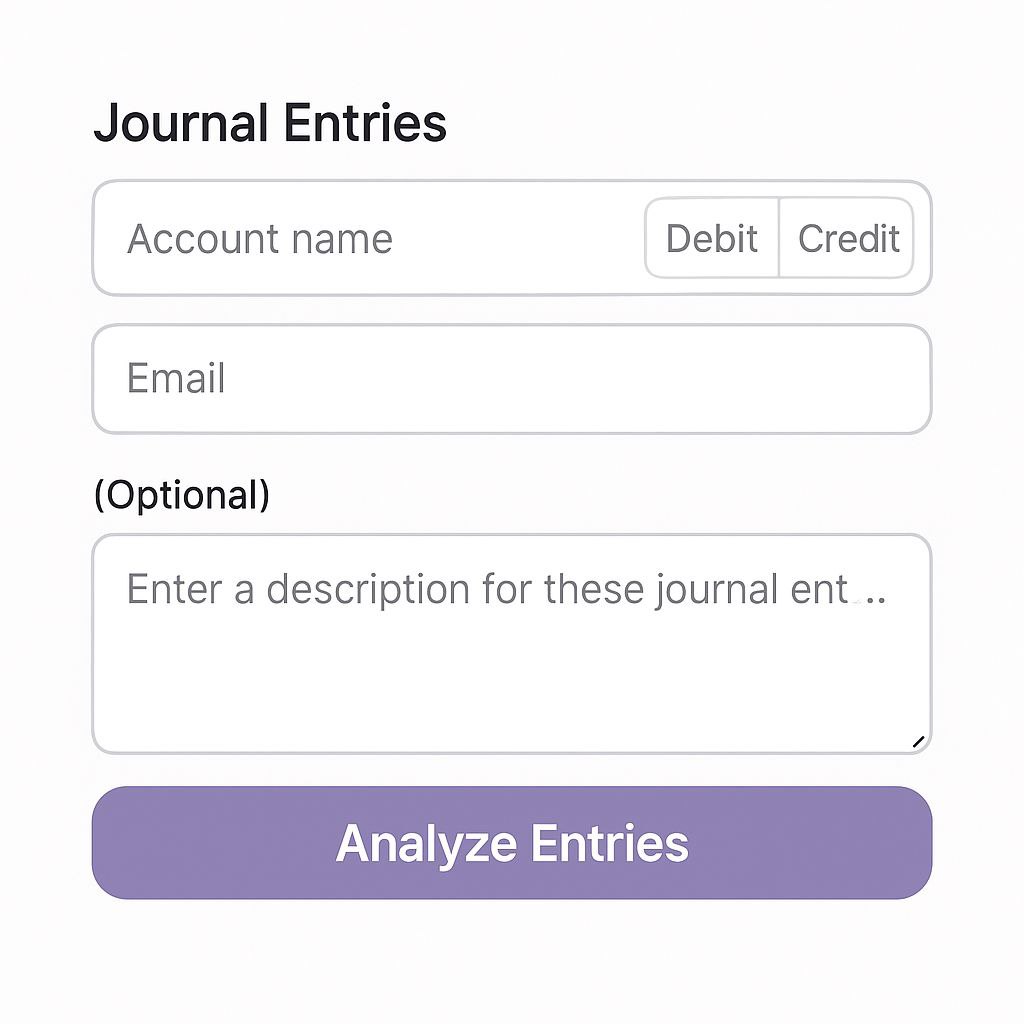 Journal Entries
Account name Debit Credit
Email
(Optional)
Enter a description for these journal ent ..
Analyze Entries